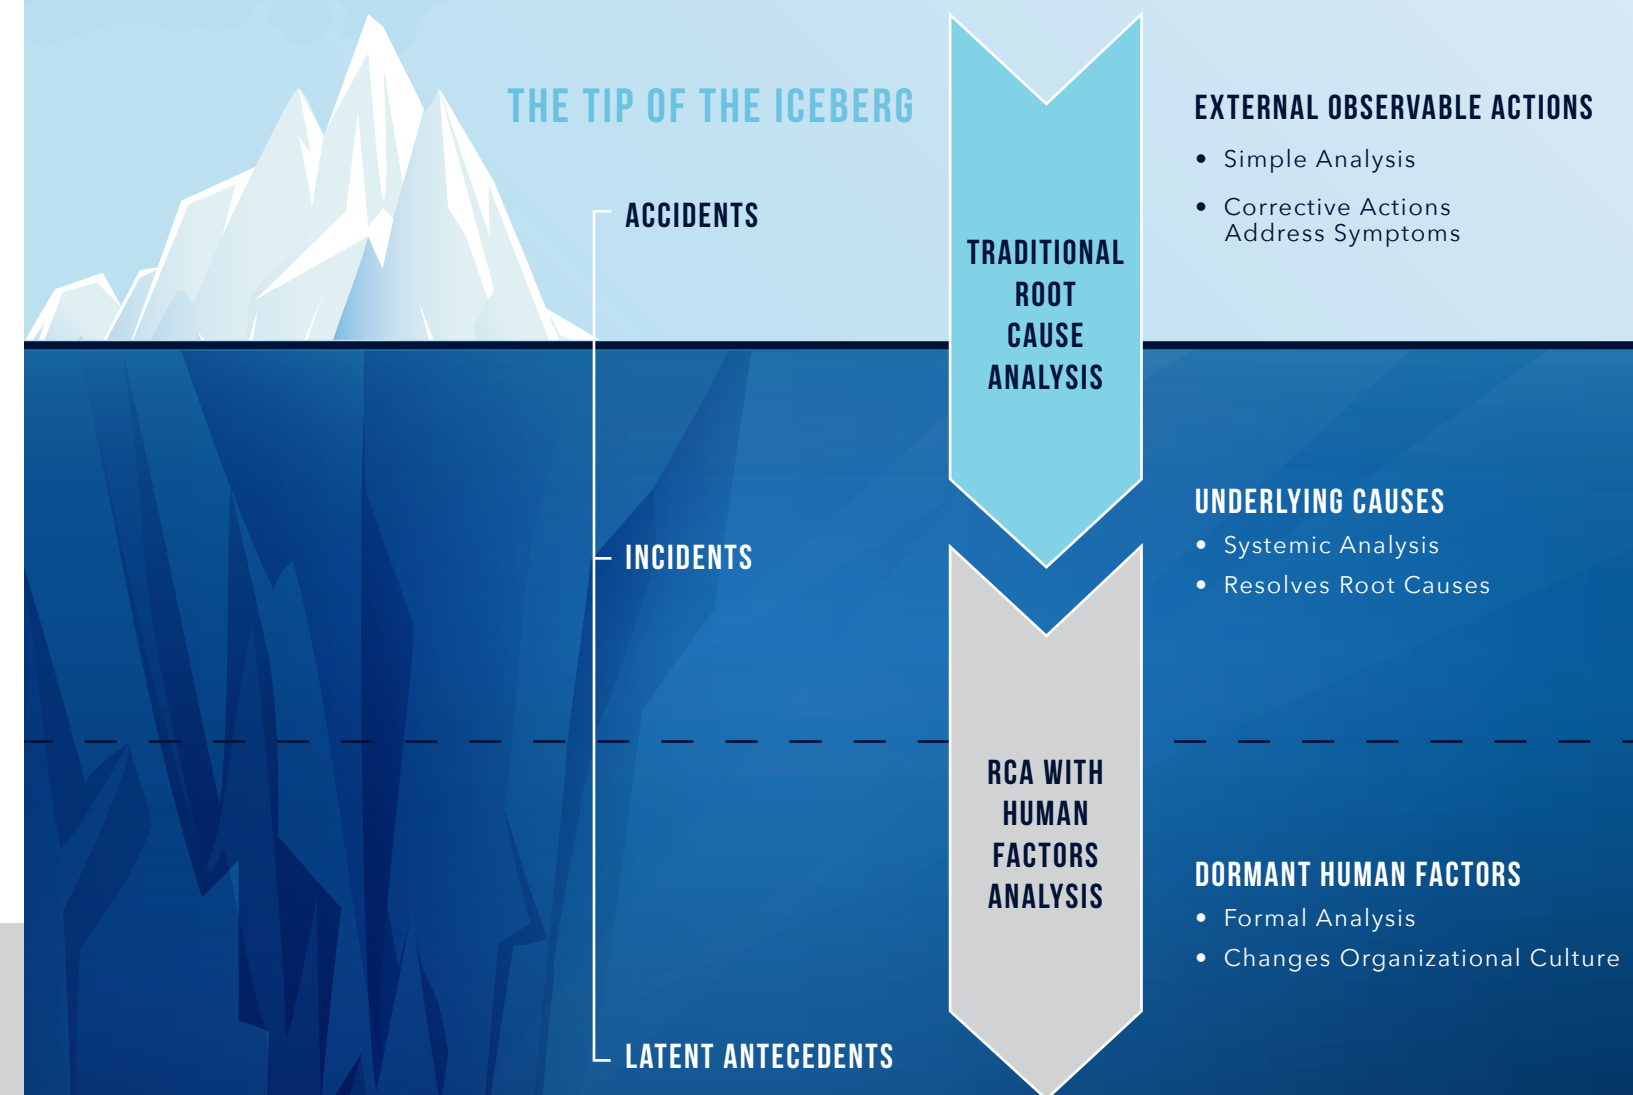 THE TIP OF THE ICEBERG
ACCIDENTS
INCIDENTS
LATENT ANTECEDENTS
TRADITIONAL
ROOT
CAUSE
ANALYSIS
RCA WITH
HUMAN
FACTORS
ANALYSIS
EXTERNAL OBSERVABLE ACTIONS
• Simple Analysis
• Corrective Actions
Address Symptoms
UNDERLYING CAUSES
• Systemic Analysis
• Resolves Root Causes
DORMANT HUMAN FACTORS
• Formal Analysis
• Changes Organizational Culture